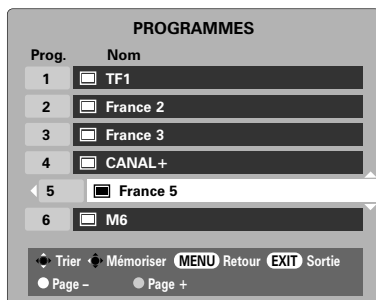 PROGRAMMES
Prog. Nom
1 TF1
2 France 2
3 France 3
4 CANAL+
5 France 5
6 M6
Trier Mémoriser MENU Retour EXIT Sortie
Page – Page +